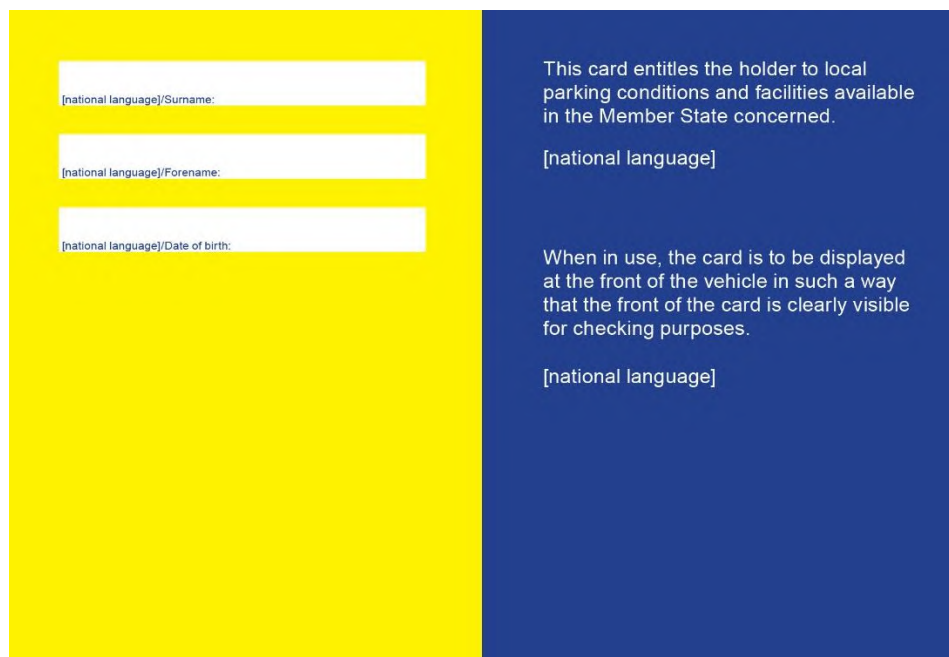 [national language]/Surname:
[national language]/Forename:
[national language]/Date of birth:
This card entitles the holder to local
parking conditions and facilities available
in the Member State concerned.
[national language]
When in use, the card is to be displayed
at the front of the vehicle in such a way
that the front of the card is clearly visible
for checking purposes.
[national language]